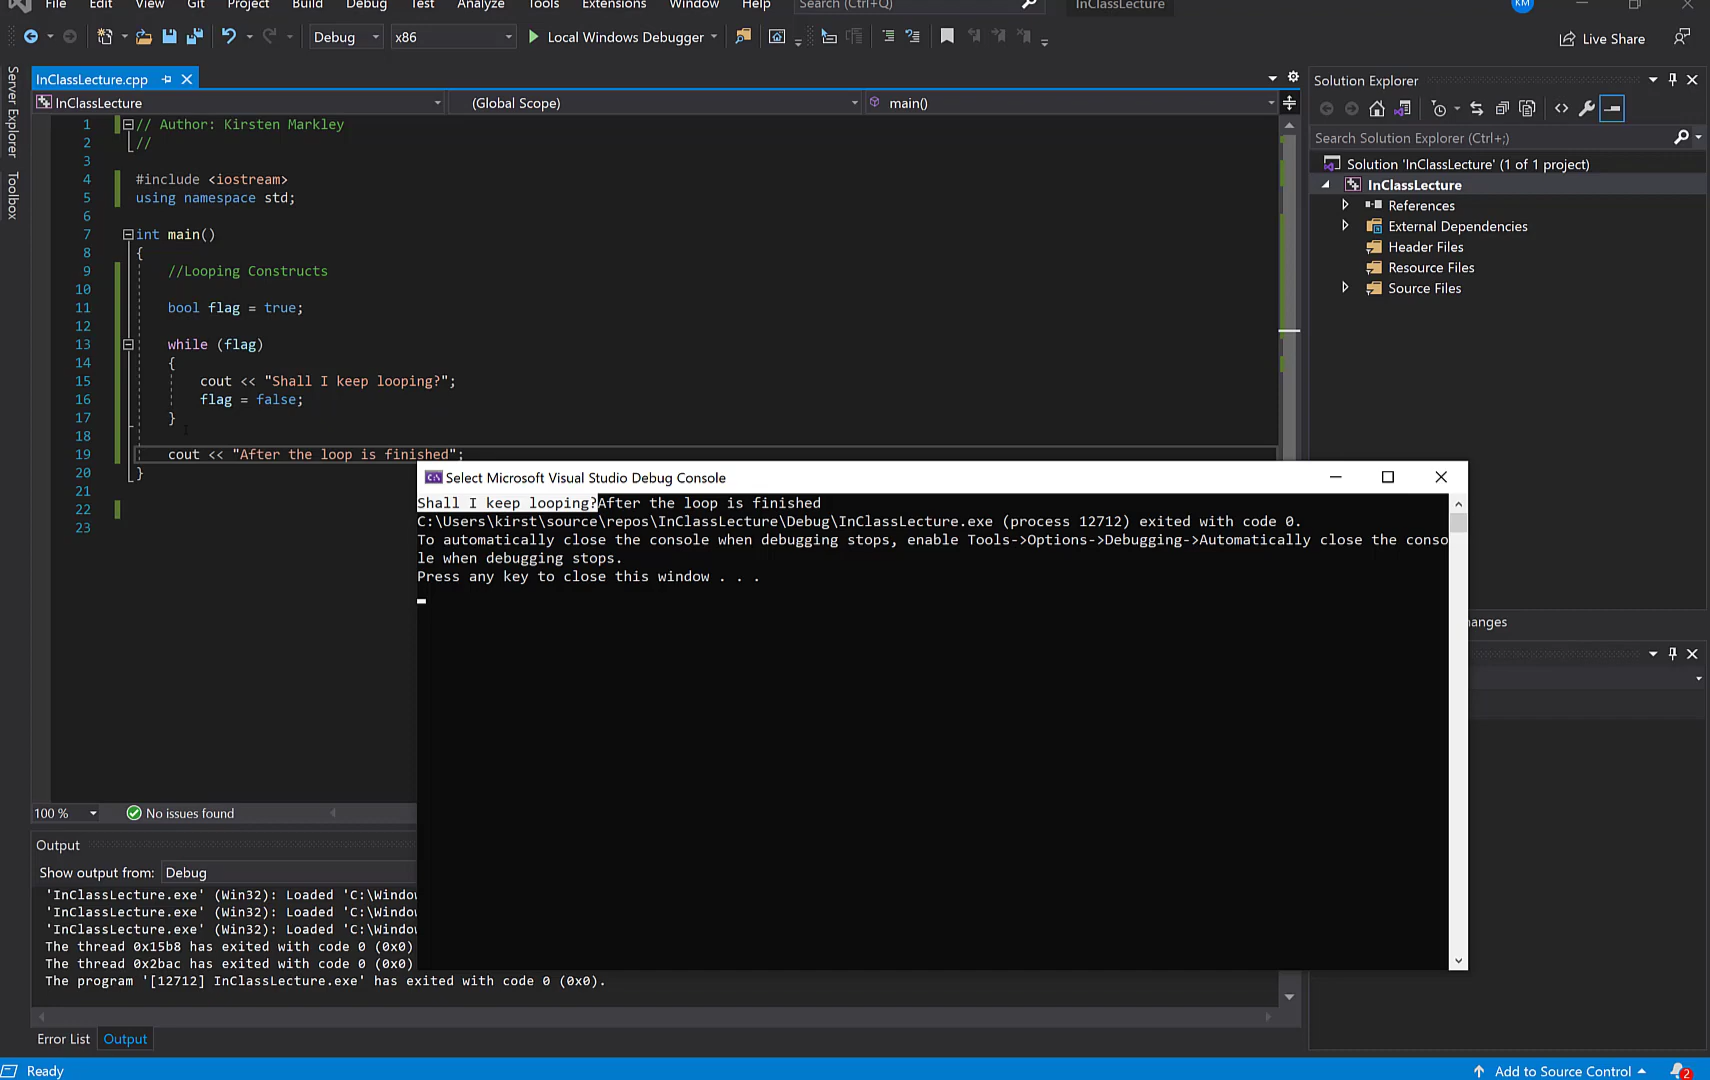 File Edit View Git Project Build Debug Test Analyze Tools Extensions Window Help Search (Ctrl+Q) InClassLecture KM
Debug x86 Local Windows Debugger Live Share
Server Explorer
Toolbox
InClassLecture.cpp
InClassLecture (Global Scope) main()
1 // Author: Kirsten Markley
2 //
3
4 #include <iostream>
5 using namespace std;
6
7 int main()
8 {
9 //Looping Constructs
10
11 bool flag = true;
12
13 while (flag)
14 {
15 cout << "Shall I keep looping?";
16 flag = false;
17 }
18
19 cout << "After the loop is finished";
20 }
21
22
23
100 % No issues found
Solution Explorer
Search Solution Explorer (Ctrl+;)
Solution 'InClassLecture' (1 of 1 project)
InClassLecture
References
External Dependencies
Header Files
Resource Files
Source Files
anges
Select Microsoft Visual Studio Debug Console
Shall I keep looping?After the loop is finished
C:\Users\kirst\source\repos\InClassLecture\Debug\InClassLecture.exe (process 12712) exited with code 0.
To automatically close the console when debugging stops, enable Tools->Options->Debugging->Automatically close the conso
le when debugging stops.
Press any key to close this window . . .
Output
Show output from: Debug
'InClassLecture.exe' (Win32): Loaded 'C:\Window
'InClassLecture.exe' (Win32): Loaded 'C:\Window
'InClassLecture.exe' (Win32): Loaded 'C:\Window
The thread 0x15b8 has exited with code 0 (0x0)
The thread 0x2bac has exited with code 0 (0x0)
The program '[12712] InClassLecture.exe' has exited with code 0 (0x0).
Error List Output
Ready Add to Source Control 2